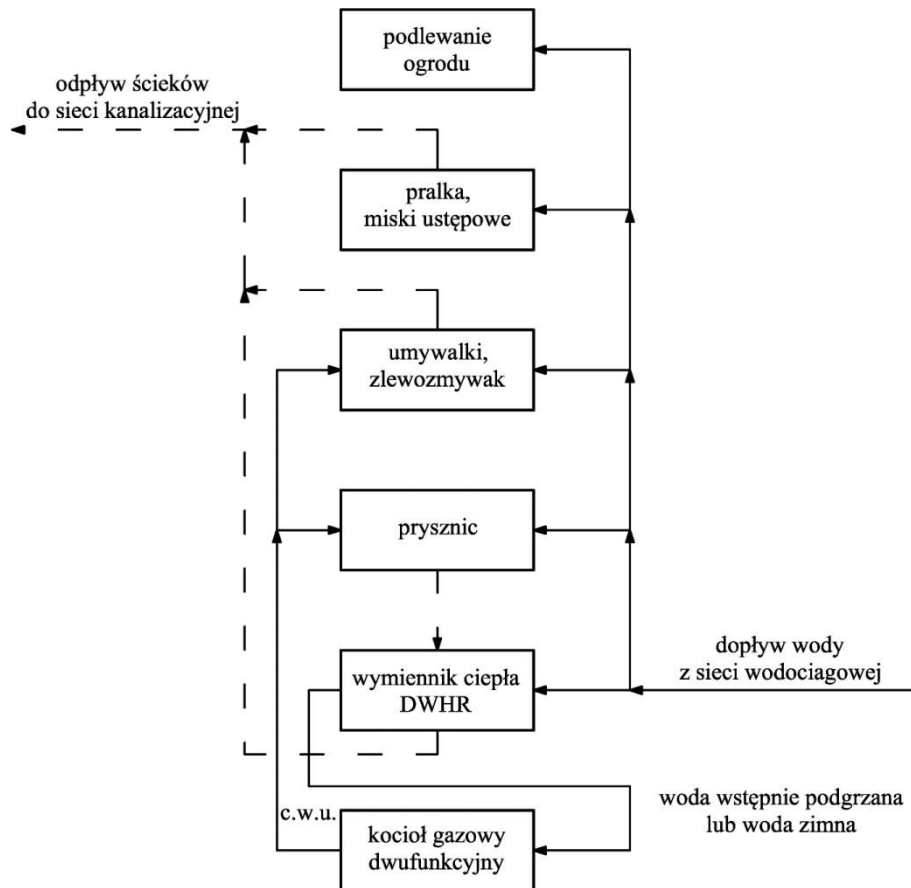 podlewanie
ogrodu
odpływ ścieków
do sieci kanalizacyjnej
pralka,
miski ustępowe
umywalki,
zlewozmywak
prysznic
dopływ wody
z sieci wodociagowej
wymiennik ciepła
DWHR
woda wstępnie podgrzana
lub woda zimna
c.w.u.
kocioł gazowy
dwufunkcyjny